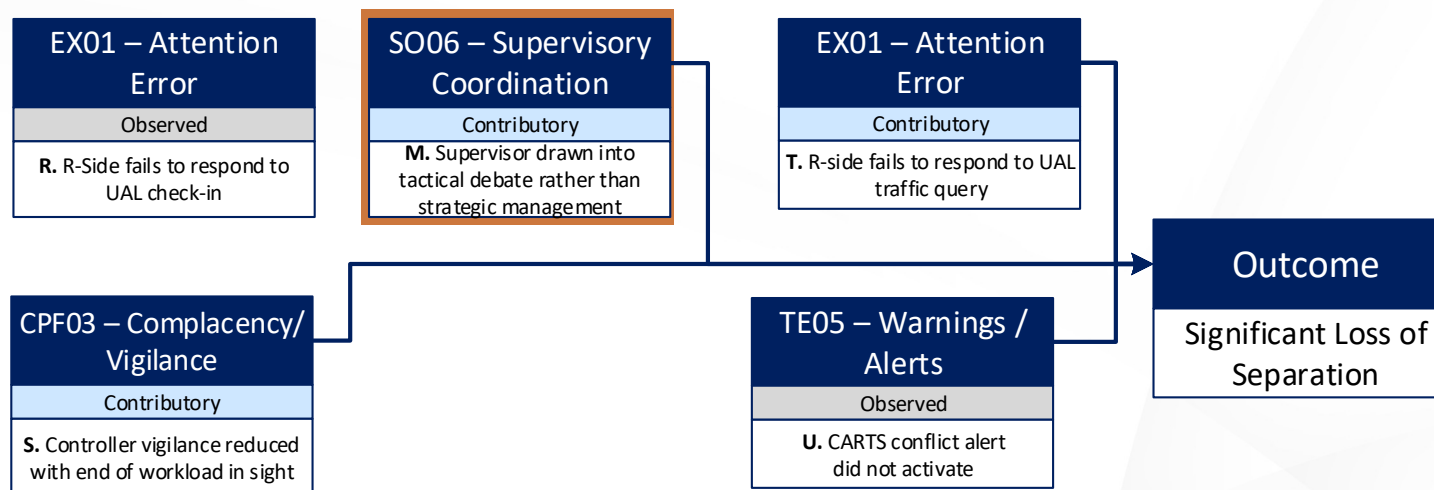 EX01 – Attention
Error
Observed
R. R-Side fails to respond to
UAL check-in
SO06 – Supervisory
Coordination
Contributory
M. Supervisor drawn into
tactical debate rather than
strategic management
EX01 – Attention
Error
Contributory
T. R-side fails to respond to UAL
traffic query
CPF03 – Complacency/
Vigilance
Contributory
S. Controller vigilance reduced
with end of workload in sight
TE05 – Warnings /
Alerts
Observed
U. CARTS conflict alert
did not activate
Outcome
Significant Loss of
Separation